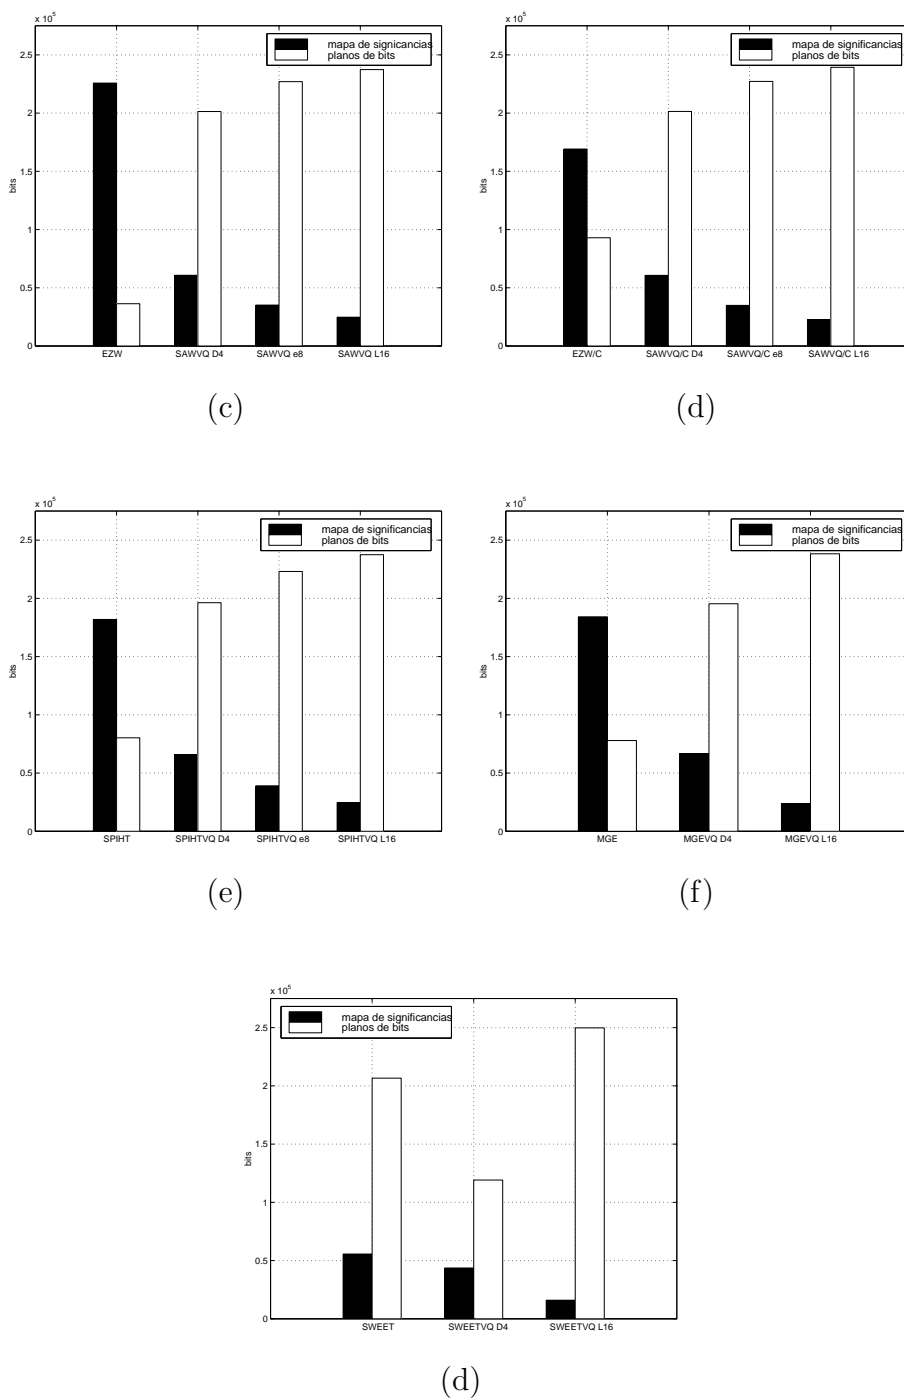 x 10^5
mapa de significancias
planos de bits
2.5
2
1.5
1
0.5
0
bits
EZW SAWVQ D4 SAWVQ e8 SAWVQ L16
(c)
x 10^5
mapa de significancias
planos de bits
2.5
2
1.5
1
0.5
0
bits
EZW/C SAWVQ/C D4 SAWVQ/C e8 SAWVQ/C L16
(d)
x 10^5
mapa de significancias
planos de bits
2.5
2
1.5
1
0.5
0
bits
SPIHT SPIHTVQ D4 SPIHTVQ e8 SPIHTVQ L16
(e)
x 10^5
mapa de significancias
planos de bits
2.5
2
1.5
1
0.5
0
bits
MGE MGEVQ D4 MGEVQ L16
(f)
x 10^5
mapa de significancias
planos de bits
2.5
2
1.5
1
0.5
0
bits
SWEET SWEETVQ D4 SWEETVQ L16
(d)